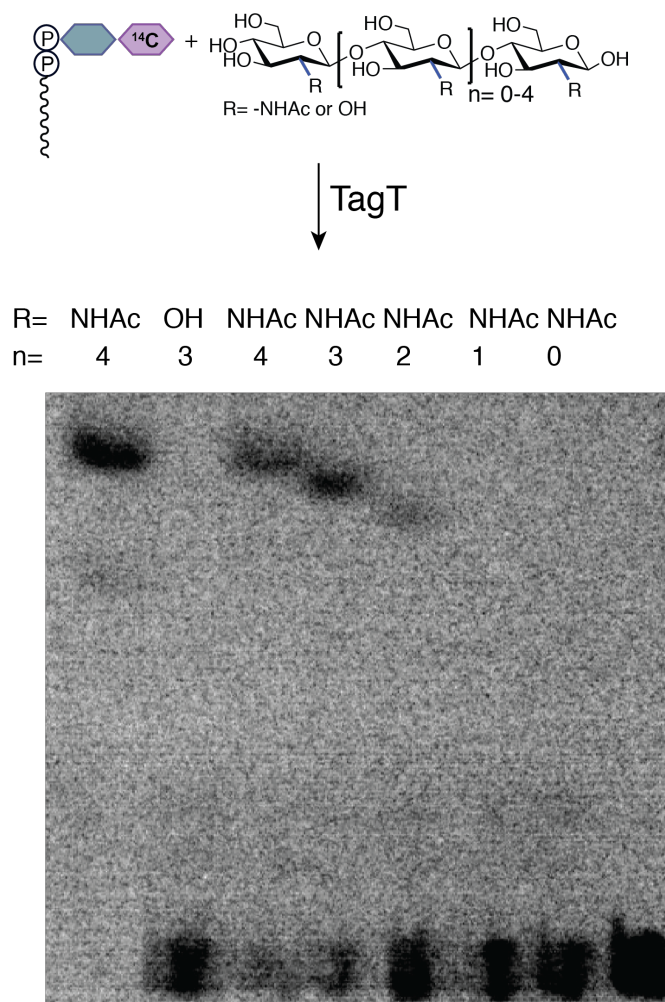 P
P
14C
+
HO
HO
HO
O
R
O
HO
HO
O
R
O
HO
HO
O
OH
R
R= -NHAc or OH
n= 0-4
TagT
R= NHAc OH NHAc NHAc NHAc NHAc NHAc
n= 4 3 4 3 2 1 0